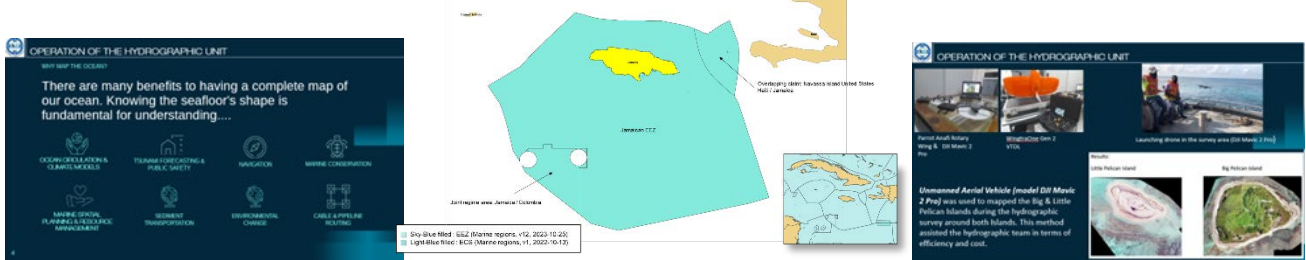 OPERATION OF THE HYDROGRAPHIC UNIT
WHY MAP THE OCEAN?
There are many benefits to having a complete map of
our ocean. Knowing the seafloor's shape is
fundamental for understanding....
OCEAN CIRCULATION &
CLIMATE MODELS
TSUNAMI FORECASTING &
PUBLIC SAFETY
NAVIGATION
MARINE CONSERVATION
MARINE SPATIAL
PLANNING & RESOURCE
MANAGEMENT
SEDIMENT
TRANSPORTATION
ENVIRONMENTAL
CHANGE
CABLE & PIPELINE
ROUTING
Overlapping claim: Navassa Island United States
Haiti / Jamaica
Jamaican EEZ
Joint regime area Jamaica / Colombia
Sky-Blue filled : EEZ (Marine regions, v12, 2023-10-25)
Light-Blue filled : ECS (Marine regions, v1, 2022-10-13)
OPERATION OF THE HYDROGRAPHIC UNIT
Parrot Anafi Rotary
Wing & DJI Mavic 2
Pro
WingtraOne Gen 2
VTOL
Launching drone in the survey area (DJI Mavic 2 Pro)
Results:
Little Pelican Island
Big Pelican Island
Unmanned Aerial Vehicle [model DJI Mavic
2 Pro] was used to mapped the Big & Little
Pelican Islands during the hydrographic
survey around both Islands. This method
assisted the hydrographic team in terms of
efficiency and cost.